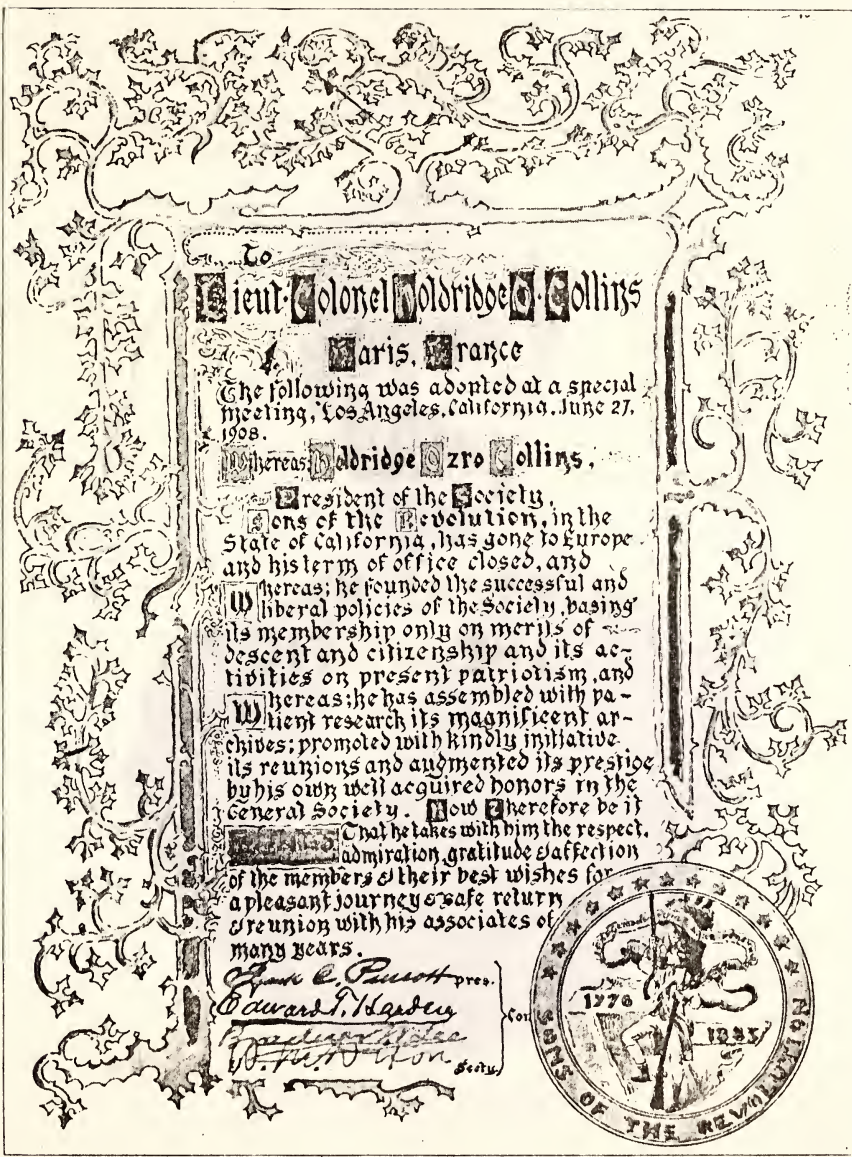 To
Lieut. Colonel Holdridge O. Collins
Paris, France
The following was adopted at a special
meeting, Los Angeles, California, June 27,
1908.
Whereas Holdridge Ozro Collins,
President of the Society,
Sons of the Revolution, in the
State of California, has gone to Europe
and his term of office closed, and
Whereas; he founded the successful and
liberal policies of the Society, basing
its membership only on merits of
descent and citizenship and its ac-
tivities on present patriotism, and
Whereas; he has assembled with pa-
tient research its magnificent ar-
chives; promoted with kindly initiative
its reunions and augmented its prestige
by his own well acquired honors in the
General Society. Now Therefore be it
That he takes with him the respect,
admiration, gratitude & affection
of the members & their best wishes for
a pleasant journey & safe return
& reunion with his associates of
many years.
Frank C. pres.
Edward T. Harden
Com
Secty.
1776
1883
SONS OF THE REVOLUTION